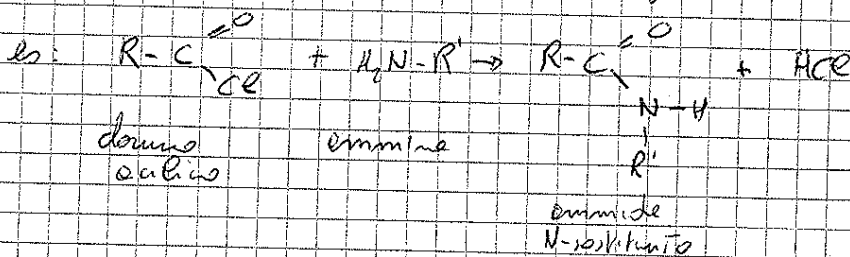 es: R-C=O Cl + H₂N-R' → R-C=O N-H R' + HCl
cloruro ammina
acilico
ammide
N-sostituito